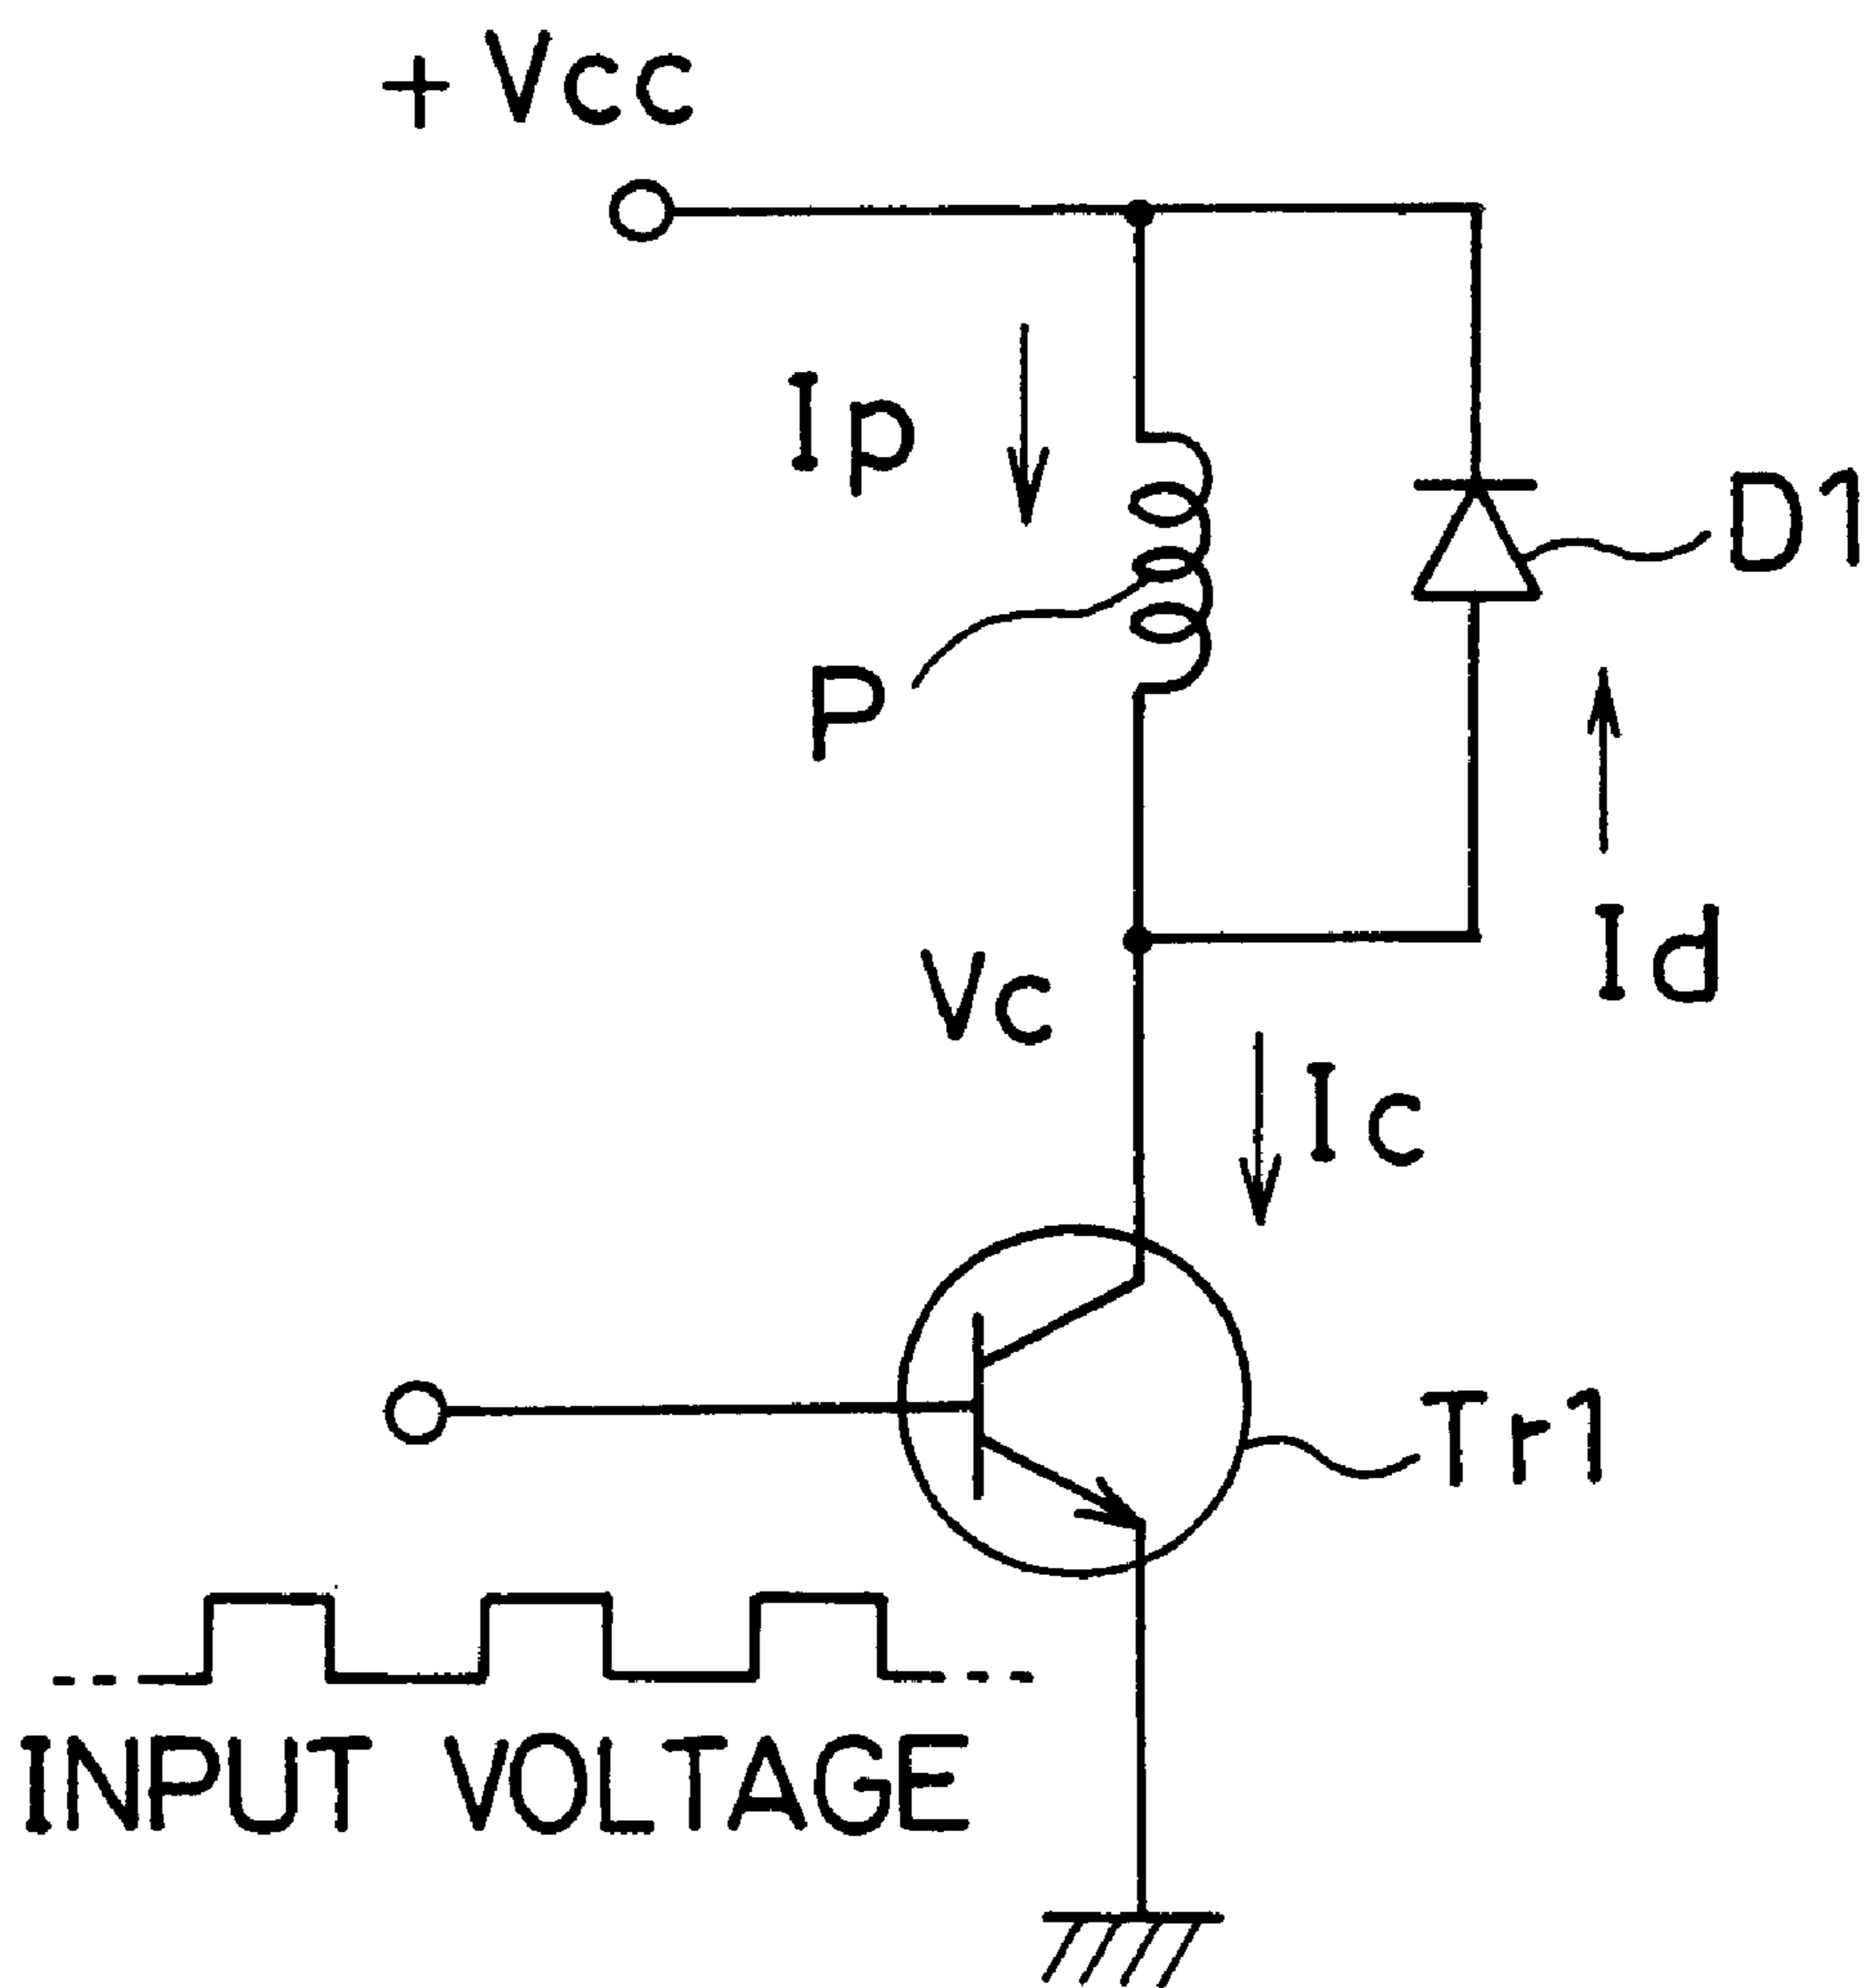 +Vcc
Ip
D1
P
Id
Vc
Ic
Tr1
INPUT VOLTAGE